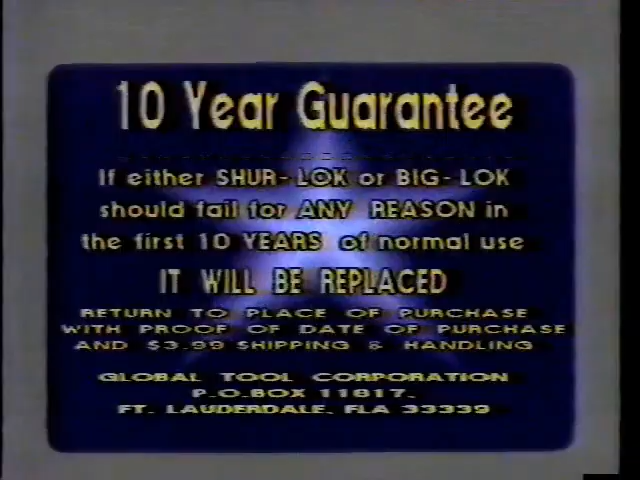 10 Year Guarantee
If either SHUR-LOK or BIG-LOK
should fail for ANY REASON in
the first 10 YEARS of normal use
IT WILL BE REPLACED
RETURN TO PLACE OF PURCHASE
WITH PROOF OF DATE OF PURCHASE
AND $3.99 SHIPPING & HANDLING
GLOBAL TOOL CORPORATION
P.O.BOX 11817,
FT. LAUDERDALE, FLA 33339